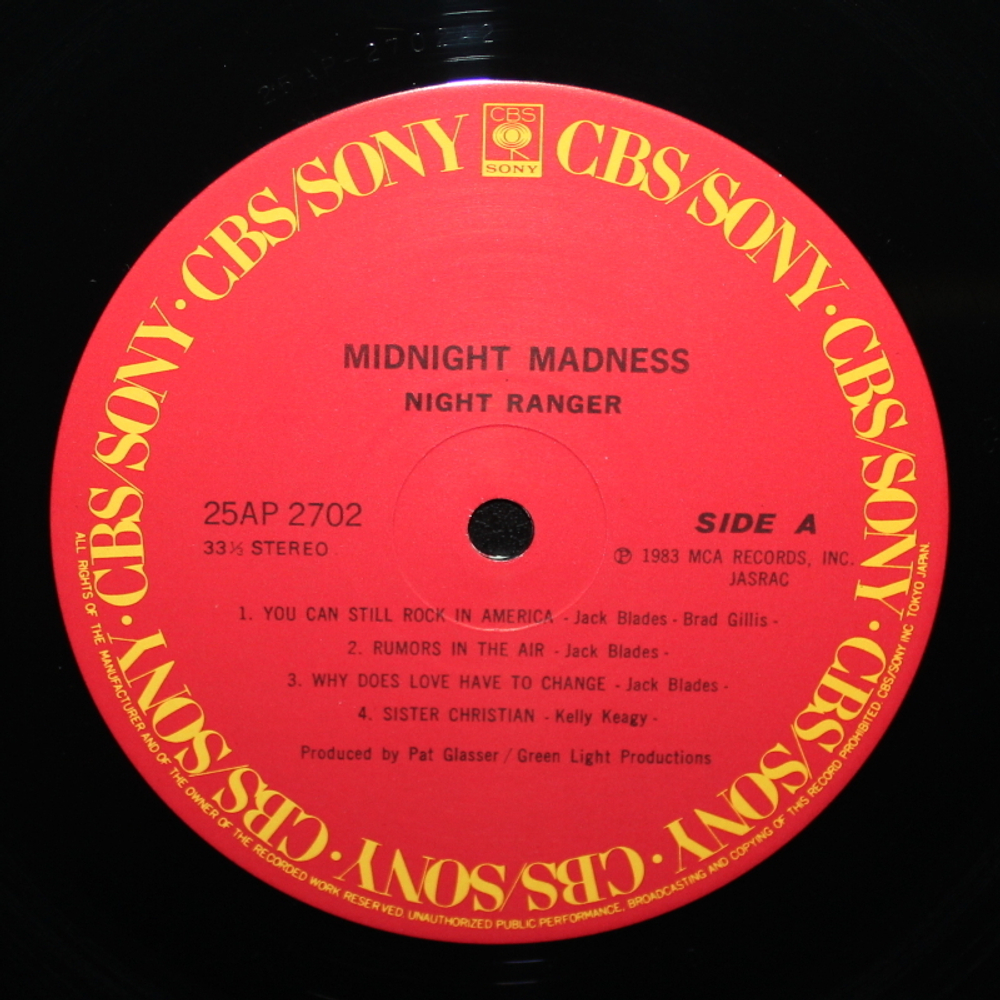 CBS
SONY
CBS/SONY · CBS/SONY · CBS/SONY · CBS/SONY · CBS/SONY · CBS/SONY · CBS/SONY · CBS/SONY
MIDNIGHT MADNESS
NIGHT RANGER
25AP 2702
33⅓ STEREO
SIDE A
Ⓟ 1983 MCA RECORDS, INC.
JASRAC
1. YOU CAN STILL ROCK IN AMERICA - Jack Blades - Brad Gillis -
2. RUMORS IN THE AIR - Jack Blades -
3. WHY DOES LOVE HAVE TO CHANGE - Jack Blades -
4. SISTER CHRISTIAN - Kelly Keagy -
Produced by Pat Glasser / Green Light Productions
ALL RIGHTS OF THE MANUFACTURER AND OF THE OWNER OF THE RECORDED WORK RESERVED UNAUTHORIZED PUBLIC PERFORMANCE, BROADCASTING AND COPYING OF THIS RECORD PROHIBITED CBS/SONY INC TOKYO JAPAN.